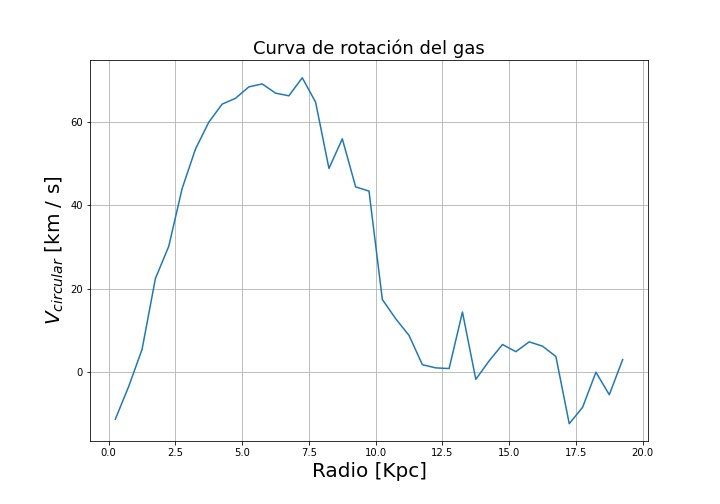 Curva de rotación del gas
V_circular [km / s]
60
40
20
0
0.0 2.5 5.0 7.5 10.0 12.5 15.0 17.5 20.0
Radio [Kpc]